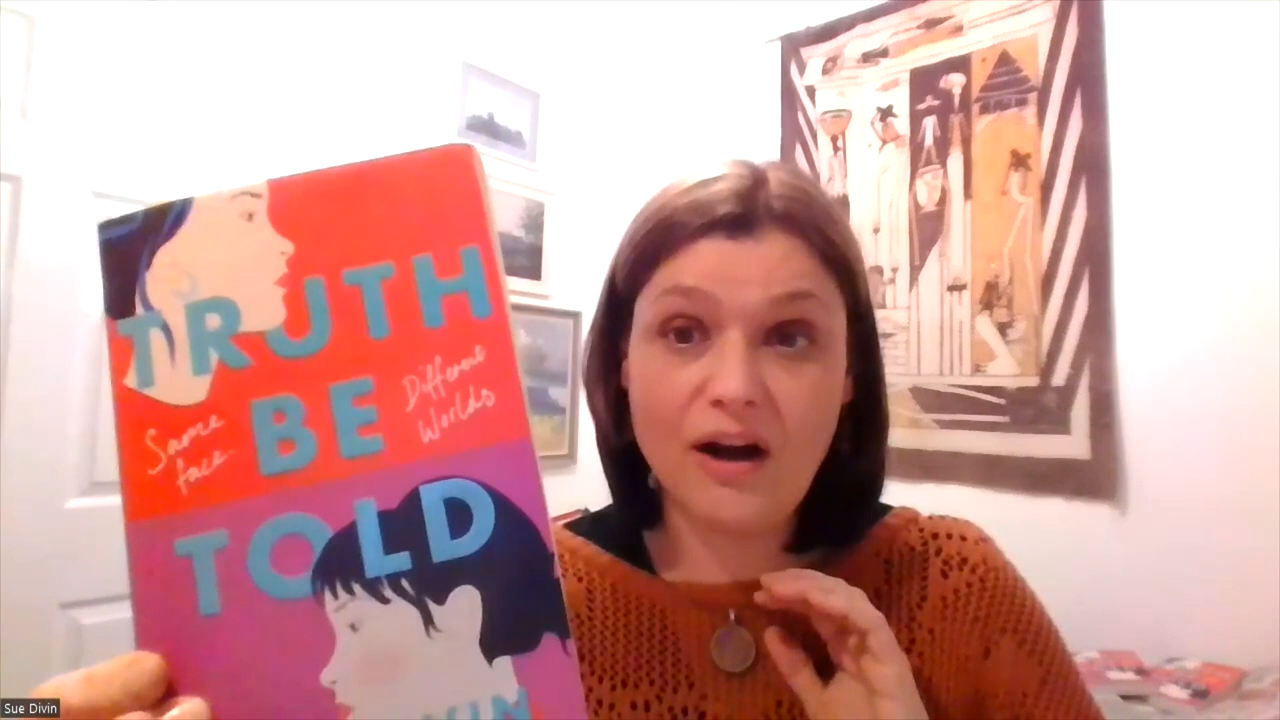 TRUTH
BE
Same
face
Different
Worlds
TOLD
Sue Divin